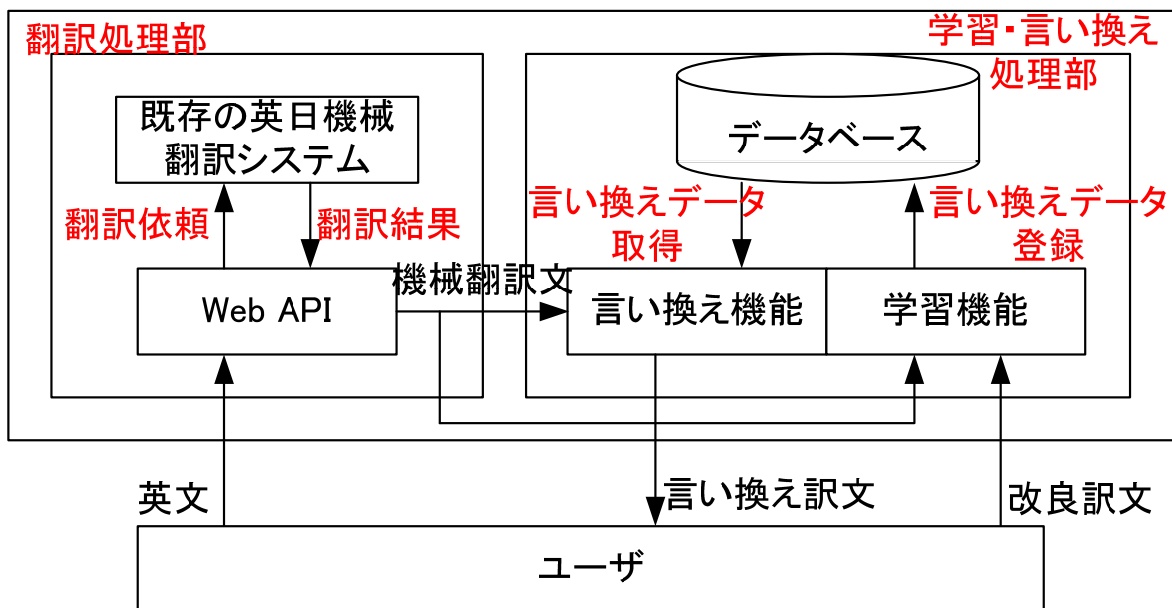 翻訳処理部
学習・言い換え
処理部
既存の英日機械
翻訳システム
データベース
翻訳依頼
翻訳結果
言い換えデータ
取得
言い換えデータ
登録
機械翻訳文
Web API
言い換え機能
学習機能
英文
言い換え訳文
改良訳文
ユーザ